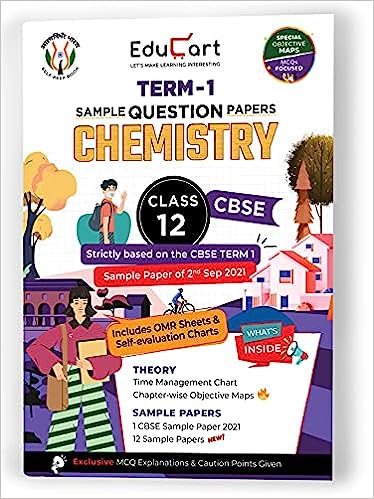 EduCart
LET'S MAKE LEARNING INTERESTING
SELF-PREP BOOK
SPECIAL
OBJECTIVE
MAPS
MCQs
FOCUSED
TERM-1
SAMPLE QUESTION PAPERS
CHEMISTRY
CLASS
12
CBSE
Strictly based on the CBSE TERM 1
Sample Paper of 2nd Sep 2021
Includes OMR Sheets &
Self-evaluation Charts
WHAT'S
INSIDE
THEORY
Time Management Chart
Chapter-wise Objective Maps
SAMPLE PAPERS
1 CBSE Sample Paper 2021
12 Sample Papers NEW!
Exclusive MCQ Explanations & Caution Points Given